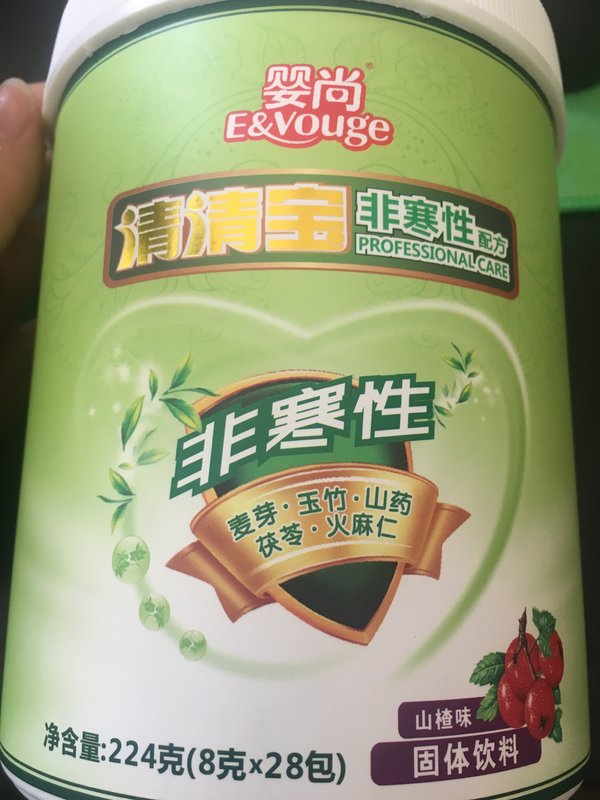 婴尚®
E&Vouge
清清宝 非寒性 配方
PROFESSIONAL CARE
非寒性
麦芽·玉竹·山药
茯苓·火麻仁
山楂味
固体饮料
净含量:224克(8克×28包)